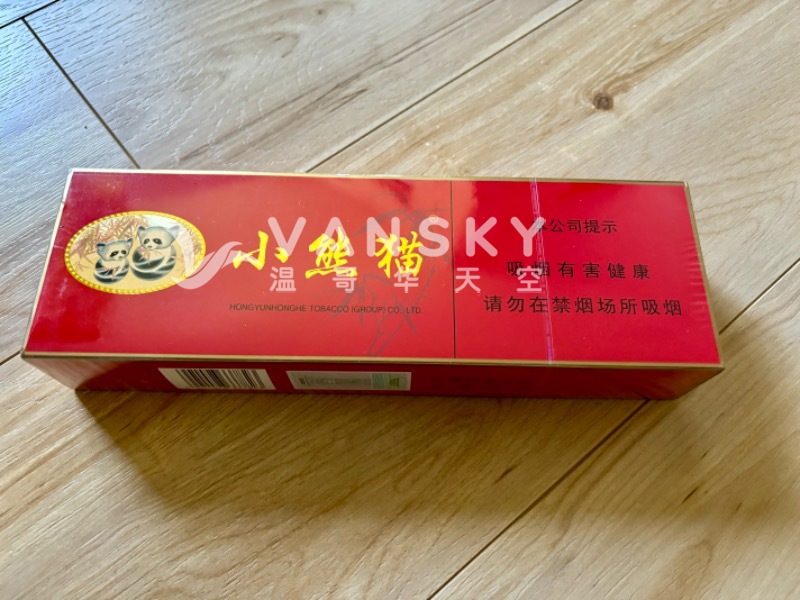 小熊猫
HONGYUNHONGHE TOBACCO (GROUP) CO., LTD.
本公司提示
吸烟有害健康
请勿在禁烟场所吸烟
VANSKY
温哥华天空